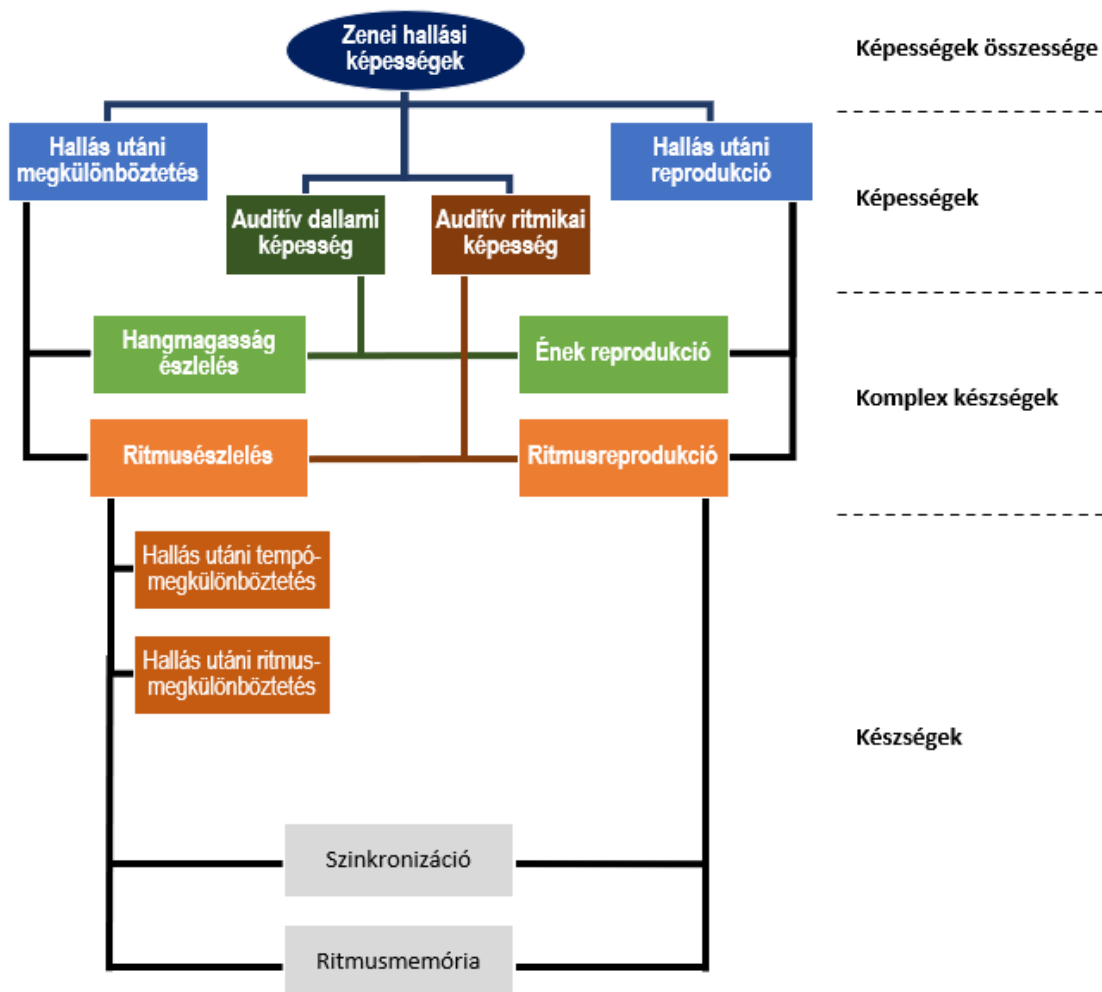 Zenei hallási
képességek
Képességek összessége
Hallás utáni
megkülönböztetés
Hallás utáni
reprodukció
Képességek
Auditív dallami
képesség
Auditív ritmikai
képesség
Hangmagasság
észlelés
Ének reprodukció
Komplex készségek
Ritmusészlelés
Ritmusreprodukció
Hallás utáni tempó-
megkülönböztetés
Hallás utáni ritmus-
megkülönböztetés
Készségek
Szinkronizáció
Ritmusmemória